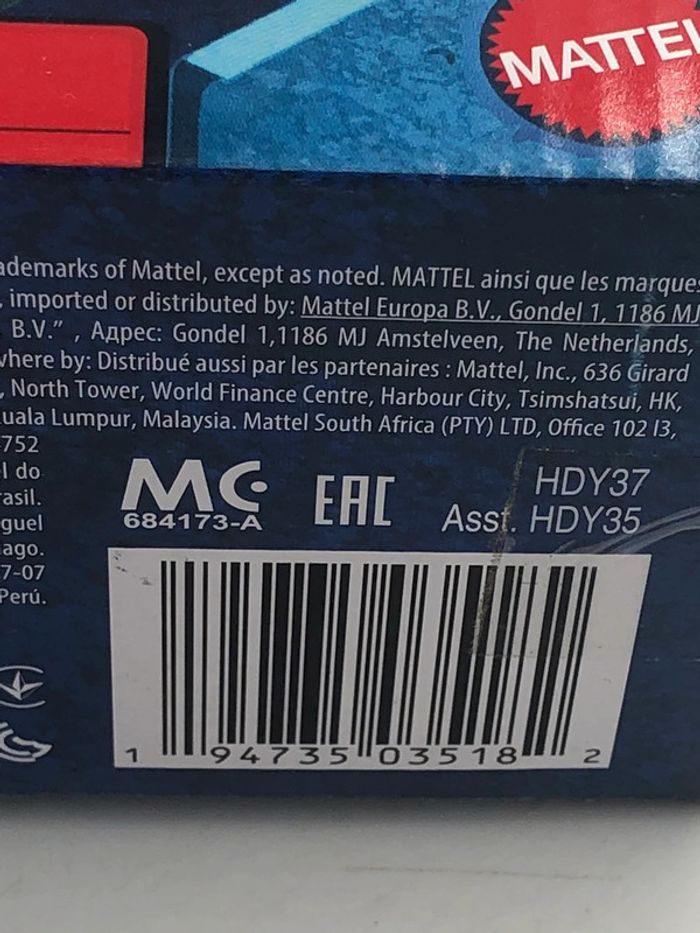 MATTEL
ademarks of Mattel, except as noted. MATTEL ainsi que les marques
, imported or distributed by: Mattel Europa B.V., Gondel 1, 1186 MJ
B.V.” , Адрес: Gondel 1,1186 MJ Amstelveen, The Netherlands,
where by: Distribué aussi par les partenaires : Mattel, Inc., 636 Girard
, North Tower, World Finance Centre, Harbour City, Tsimshatsui, HK,
uala Lumpur, Malaysia. Mattel South Africa (PTY) LTD, Office 102 I3,
-752
l do
rasil.
guel
ago.
7-07
Perú.
MC
684173-A
EAC
HDY37
Asst. HDY35
1 94735 03518 2